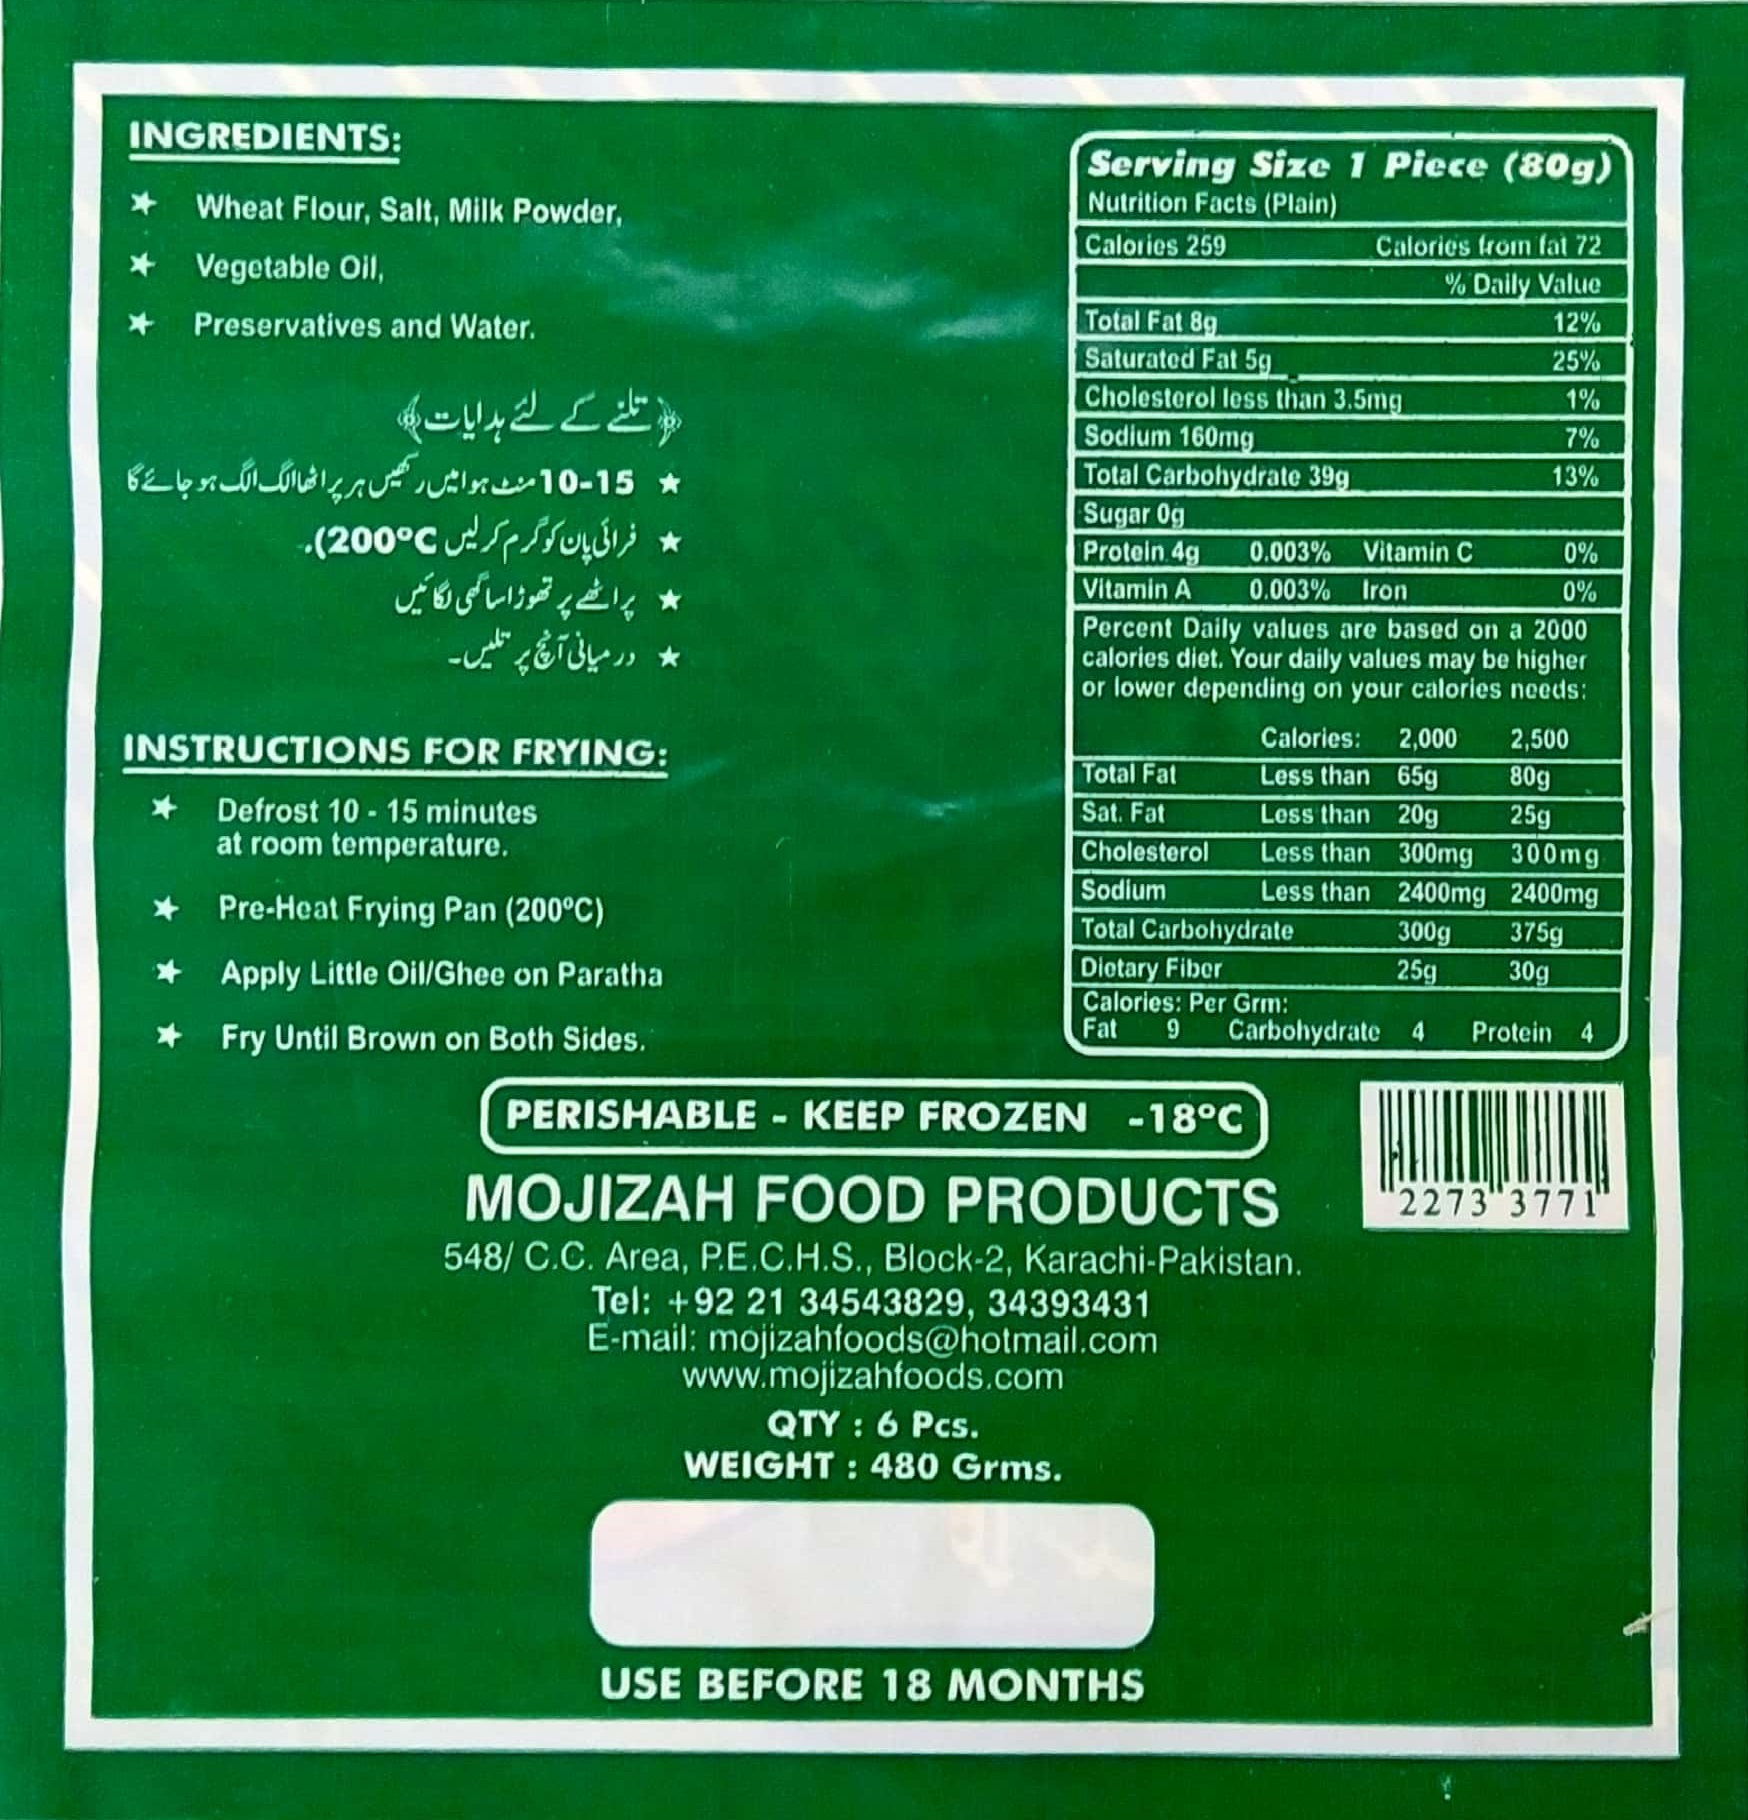 INGREDIENTS:
★ Wheat Flour, Salt, Milk Powder,
★ Vegetable Oil,
★ Preservatives and Water.
﴿تلنے کے لئے ہدایات﴾
★ 10-15 منٹ ہوا میں رکھیں ہر پراٹھا الگ الگ ہو جائے گا
★ فرائی پان کو گرم کر لیں 200°C).
★ پراٹھے پر تھوڑا سا گھی لگائیں
★ درمیانی آنچ پر تلیں۔
INSTRUCTIONS FOR FRYING:
★ Defrost 10 - 15 minutes
at room temperature.
★ Pre-Heat Frying Pan (200ºC)
★ Apply Little Oil/Ghee on Paratha
★ Fry Until Brown on Both Sides.
Serving Size 1 Piece (80g)
Nutrition Facts (Plain)
Calories 259 Calories from fat 72
% Daily Value
Total Fat 8g 12%
Saturated Fat 5g 25%
Cholesterol less than 3.5mg 1%
Sodium 160mg 7%
Total Carbohydrate 39g 13%
Sugar 0g
Protein 4g 0.003% Vitamin C 0%
Vitamin A 0.003% Iron 0%
Percent Daily values are based on a 2000
calories diet. Your daily values may be higher
or lower depending on your calories needs:
Calories: 2,000 2,500
Total Fat Less than 65g 80g
Sat. Fat Less than 20g 25g
Cholesterol Less than 300mg 300mg
Sodium Less than 2400mg 2400mg
Total Carbohydrate 300g 375g
Dietary Fiber 25g 30g
Calories: Per Grm:
Fat 9 Carbohydrate 4 Protein 4
PERISHABLE - KEEP FROZEN -18ºC
2273 3771
MOJIZAH FOOD PRODUCTS
548/ C.C. Area, P.E.C.H.S., Block-2, Karachi-Pakistan.
Tel: +92 21 34543829, 34393431
E-mail: mojizahfoods@hotmail.com
www.mojizahfoods.com
QTY : 6 Pcs.
WEIGHT : 480 Grms.
USE BEFORE 18 MONTHS